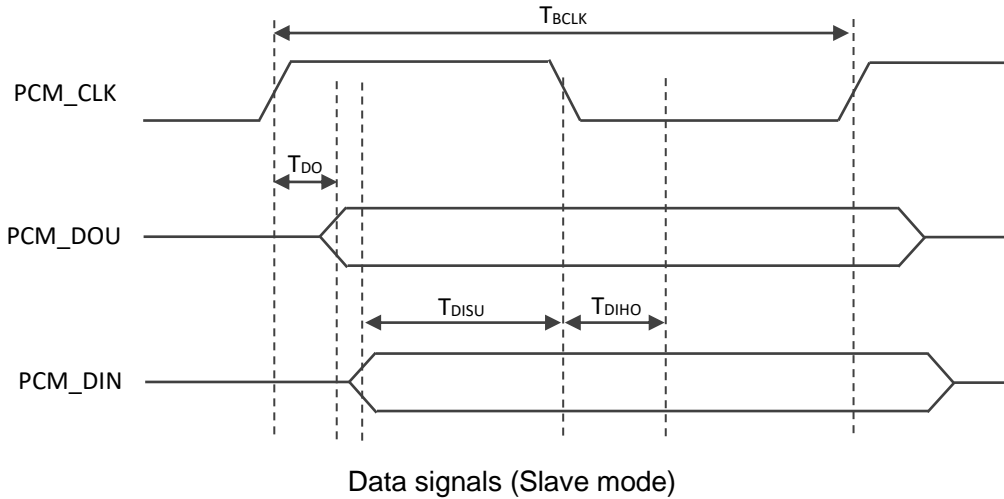 TBCLK
PCM_CLK
TDO
PCM_DOU
TDISU
TDIHO
PCM_DIN
Data signals (Slave mode)